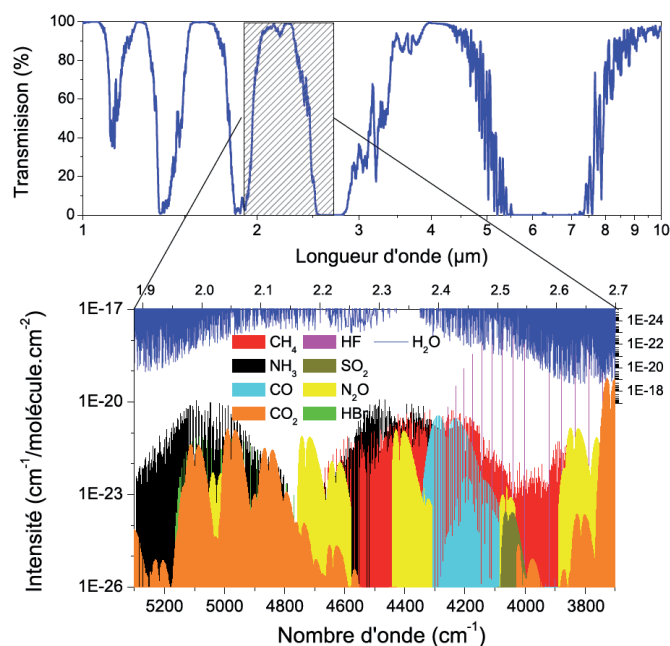 100
80
60
40
20
0
Transmisison (%)
1 2 3 4 5 6 7 8 9 10
Longueur d'onde (µm)
1.9 2.0 2.1 2.2 2.3 2.4 2.5 2.6 2.7
1E-17
1E-20
1E-23
1E-26
Intensité (cm⁻¹/molécule.cm⁻²)
CH₄ HF H₂O
NH₃ SO₂
CO N₂O
CO₂ HB
1E-24
1E-22
1E-20
1E-18
5200 5000 4800 4600 4400 4200 4000 3800
Nombre d'onde (cm⁻¹)